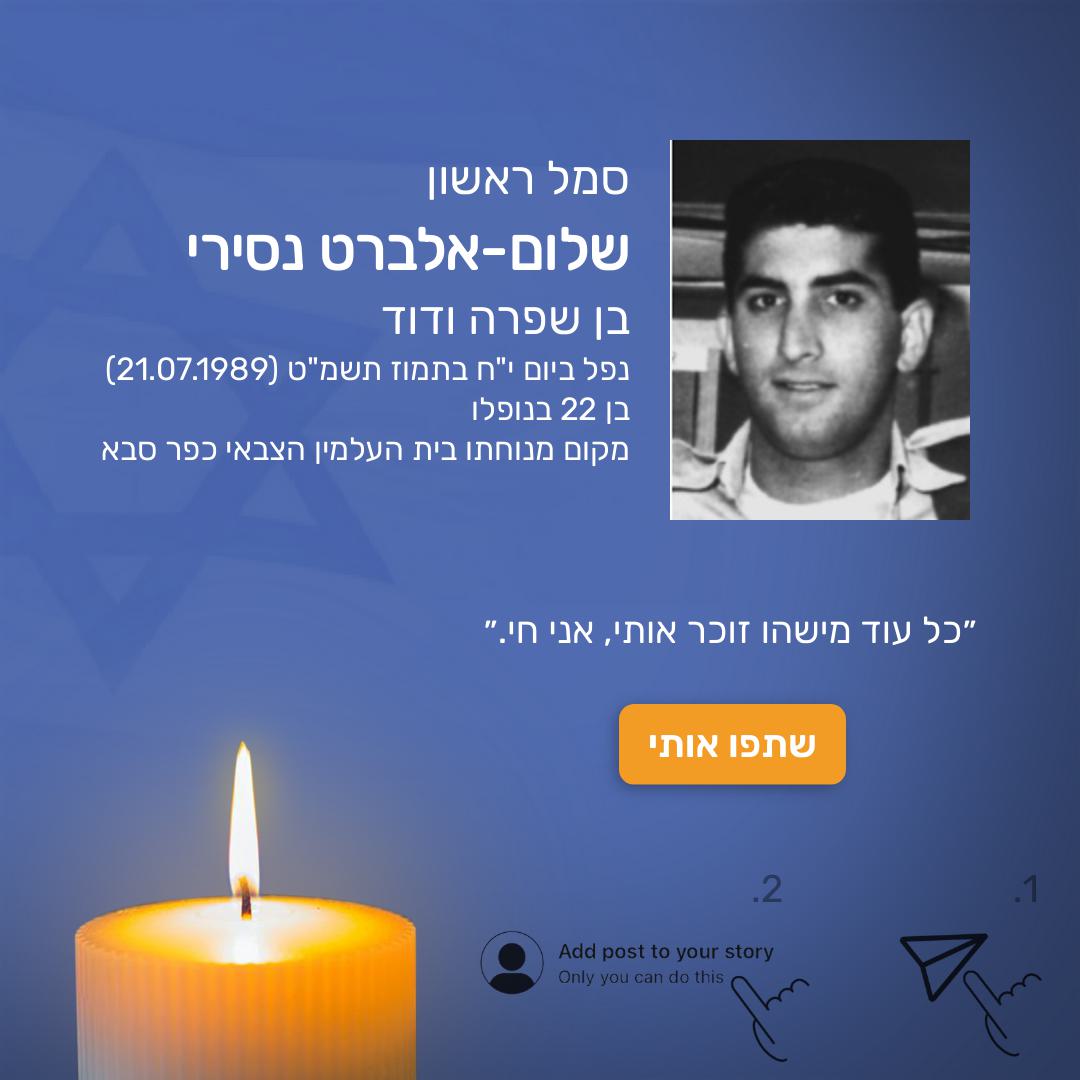 סמל ראשון
שלום-אלברט נסירי
בן שפרה ודוד
נפל ביום י"ח בתמוז תשמ"ט (21.07.1989)
בן 22 בנופלו
מקום מנוחתו בית העלמין הצבאי כפר סבא
״כל עוד מישהו זוכר אותי, אני חי.״
שתפו אותי
1.
2.
Add post to your story
Only you can do this